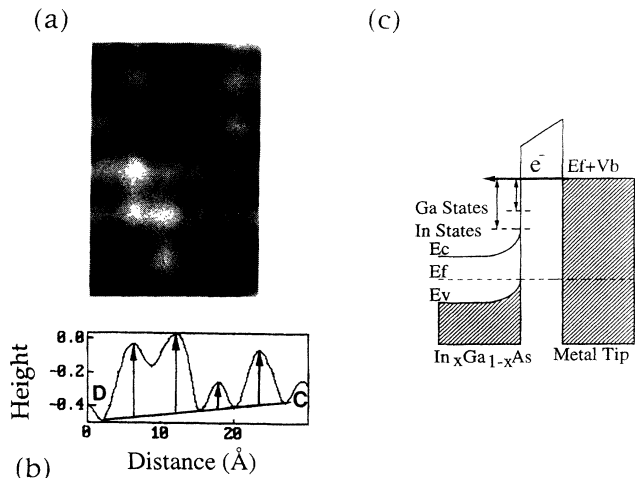 (a)
(c)
e⁻
Ef+Vb
Ga States
In States
Ec
Ef
Ev
InₓGa₁₋ₓAs
Metal Tip
Height
0.0
-0.2
-0.4
D
C
0
10
20
Distance (Å)
(b)